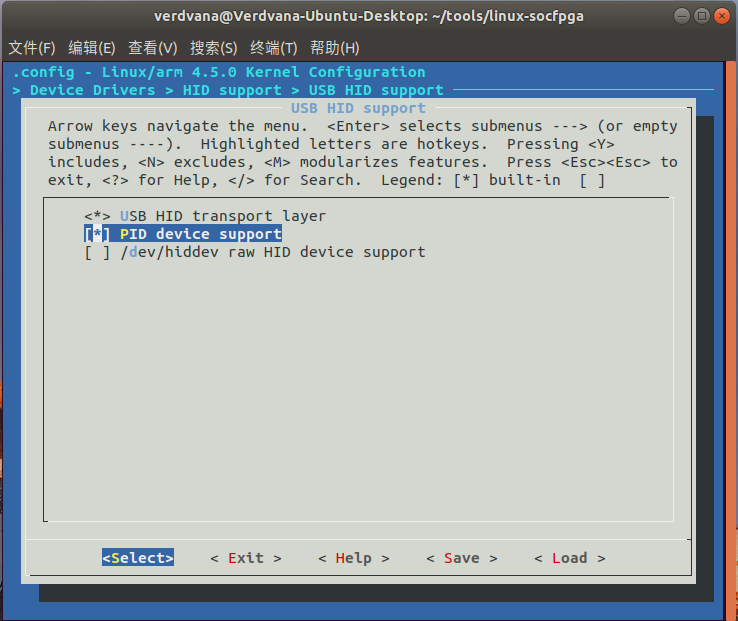 verdvana@Verdvana-Ubuntu-Desktop: ~/tools/linux-socfpga
文件(F) 编辑(E) 查看(V) 搜索(S) 终端(T) 帮助(H)
.config - Linux/arm 4.5.0 Kernel Configuration
> Device Drivers > HID support > USB HID support
USB HID support
Arrow keys navigate the menu.  <Enter> selects submenus ---> (or empty
submenus ----).  Highlighted letters are hotkeys.  Pressing <Y>
includes, <N> excludes, <M> modularizes features.  Press <Esc><Esc> to
exit, <?> for Help, </> for Search.  Legend: [*] built-in  [ ]
<*> USB HID transport layer
[*] PID device support
[ ] /dev/hiddev raw HID device support
<Select>    < Exit >    < Help >    < Save >    < Load >